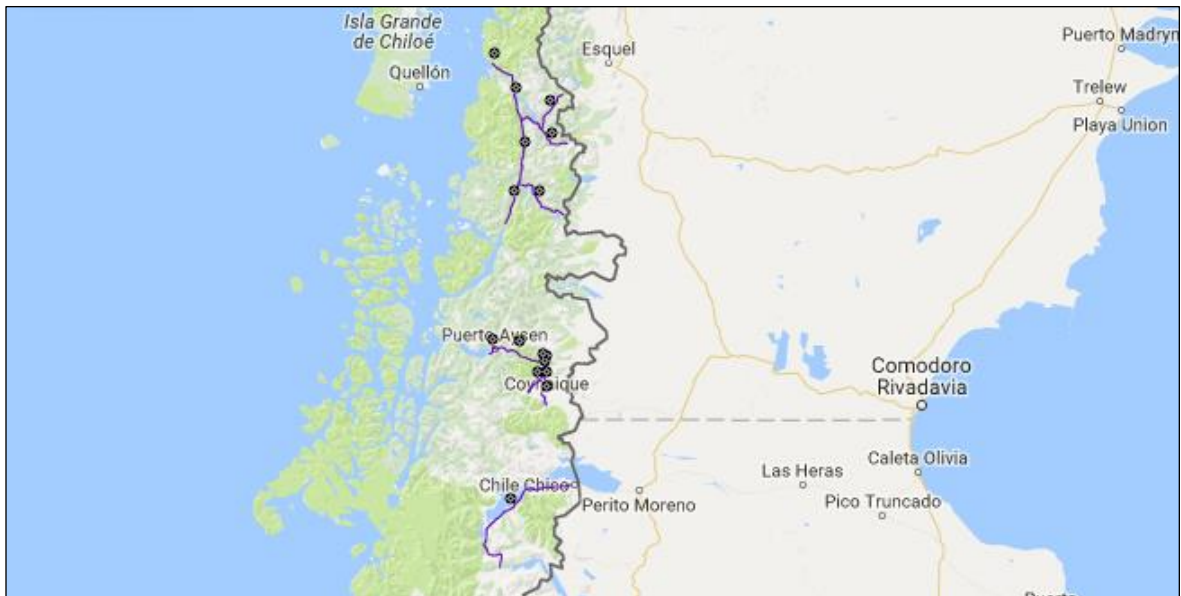 Isla Grande
de Chiloé
Quellón
Esquel
Puerto Madryn
Trelew
Playa Union
Puerto Aysen
Coyhaique
Comodoro
Rivadavia
Caleta Olivia
Las Heras
Pico Truncado
Chile Chico
Perito Moreno
Puerto